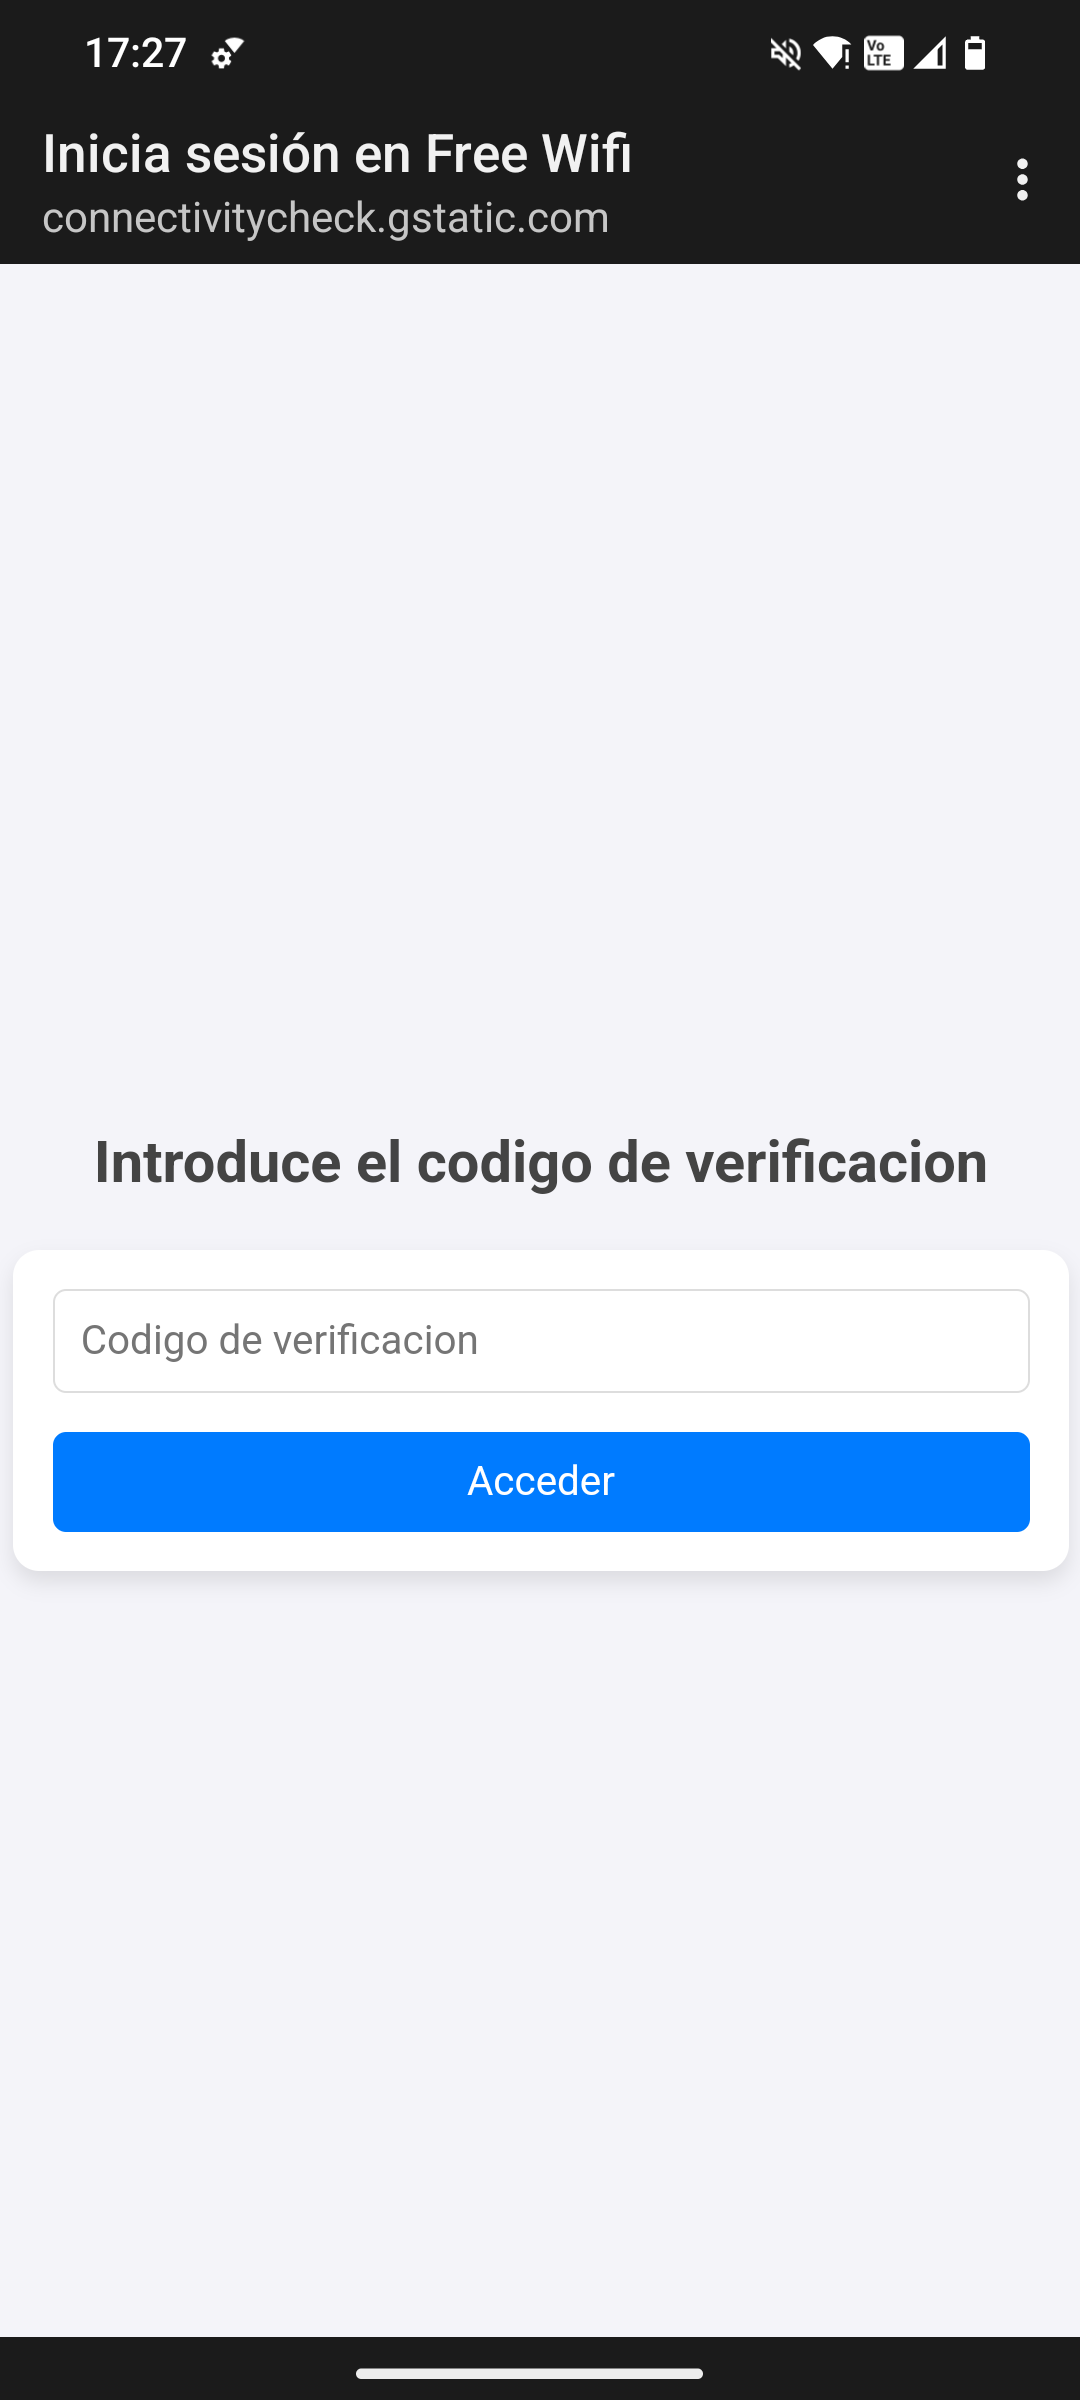 17:27
Vo
LTE
Inicia sesión en Free Wifi
connectivitycheck.gstatic.com
Introduce el codigo de verificacion
Codigo de verificacion
Acceder